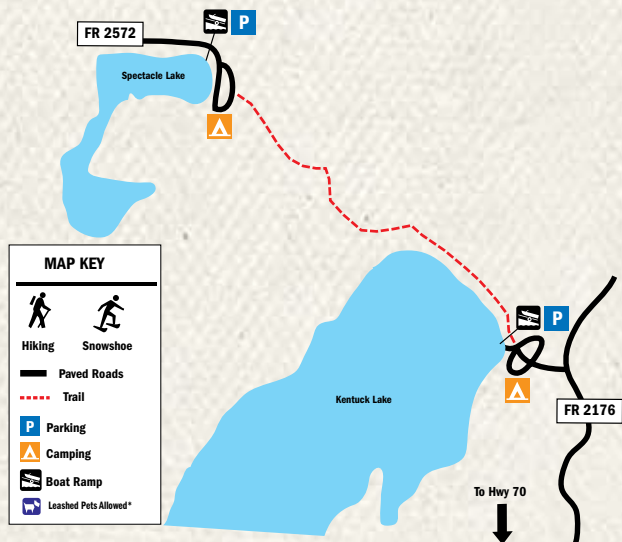 FR 2572
P
Spectacle Lake
MAP KEY
Hiking
Snowshoe
Paved Roads
Trail
P Parking
Camping
Boat Ramp
Leashed Pets Allowed*
P
Kentuck Lake
FR 2176
To Hwy 70